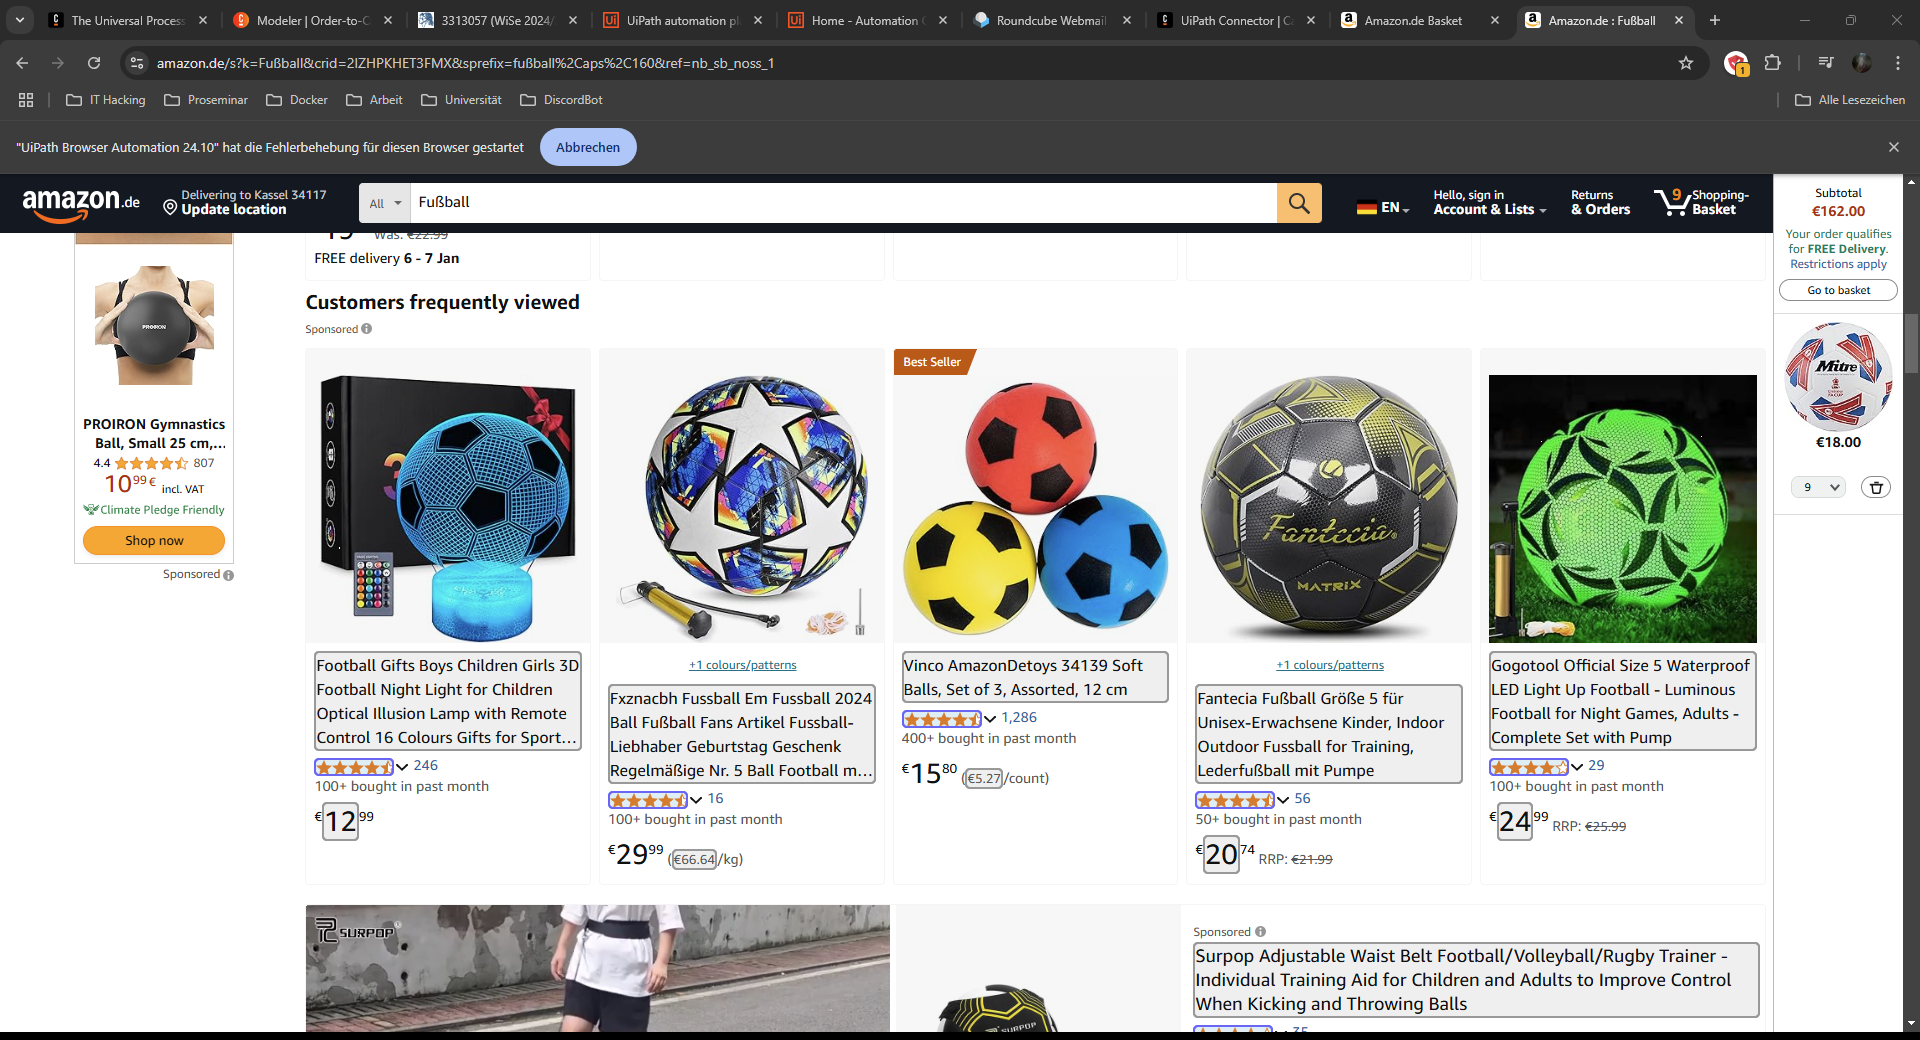 The Universal Process
Modeler | Order-to-C
3313057 (WiSe 2024/
UiPath automation pl
Home - Automation C
Roundcube Webmail
UiPath Connector | Ca
Amazon.de Basket
Amazon.de : Fußball
amazon.de/s?k=Fußball&crid=2IZHPKHET3FMX&sprefix=fußball%2Caps%2C160&ref=nb_sb_noss_1
1
IT Hacking
Proseminar
Docker
Arbeit
Universität
DiscordBot
Alle Lesezeichen
"UiPath Browser Automation 24.10" hat die Fehlerbehebung für diesen Browser gestartet
Abbrechen
amazon.de
Delivering to Kassel 34117
Update location
All
Fußball
EN
Hello, sign in
Account & Lists
Returns
& Orders
9
Shopping-
Basket
Subtotal
€162.00
Your order qualifies
for FREE Delivery.
Restrictions apply
Go to basket
Mitre
€18.00
9
Was: €22.99
FREE delivery 6 - 7 Jan
Customers frequently viewed
Sponsored
PROIRON
PROIRON Gymnastics
Ball, Small 25 cm,...
4.4
807
10 99 € incl. VAT
Climate Pledge Friendly
Shop now
Sponsored
Football Gifts Boys Children Girls 3D
Football Night Light for Children
Optical Illusion Lamp with Remote
Control 16 Colours Gifts for Sport...
246
100+ bought in past month
€12 99
+1 colours/patterns
Fxznacbh Fussball Em Fussball 2024
Ball Fußball Fans Artikel Fussball-
Liebhaber Geburtstag Geschenk
Regelmäßige Nr. 5 Ball Football m...
16
100+ bought in past month
€29 99 (€66.64/kg)
Best Seller
Vinco AmazonDetoys 34139 Soft
Balls, Set of 3, Assorted, 12 cm
1,286
400+ bought in past month
€15 80 (€5.27/count)
Fantecia
MATRIX
+1 colours/patterns
Fantecia Fußball Größe 5 für
Unisex-Erwachsene Kinder, Indoor
Outdoor Fussball for Training,
Lederfußball mit Pumpe
56
50+ bought in past month
€20 74 RRP: €21.99
Gogotool Official Size 5 Waterproof
LED Light Up Football - Luminous
Football for Night Games, Adults -
Complete Set with Pump
29
100+ bought in past month
€24 99 RRP: €25.99
SURPOP
SURPOP
Sponsored
Surpop Adjustable Waist Belt Football/Volleyball/Rugby Trainer -
Individual Training Aid for Children and Adults to Improve Control
When Kicking and Throwing Balls
35